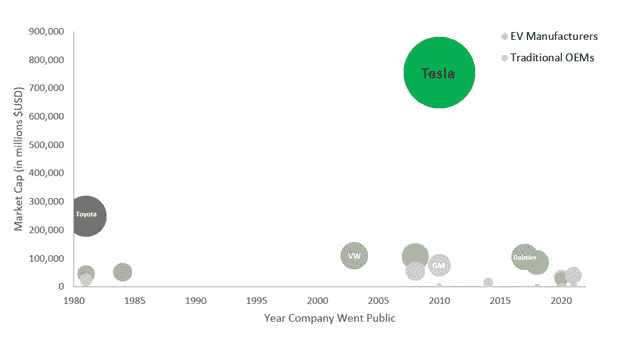 900,000
EV Manufacturers
800,000
Tesla
Traditional OEMs
700,000
Market Cap (in millions $USD)
600,000
500,000
400,000
300,000
Toyota
200,000
100,000
VW
GM
Daimler
0
1980
1985
1990
1995
2000
2005
2010
2015
2020
Year Company Went Public